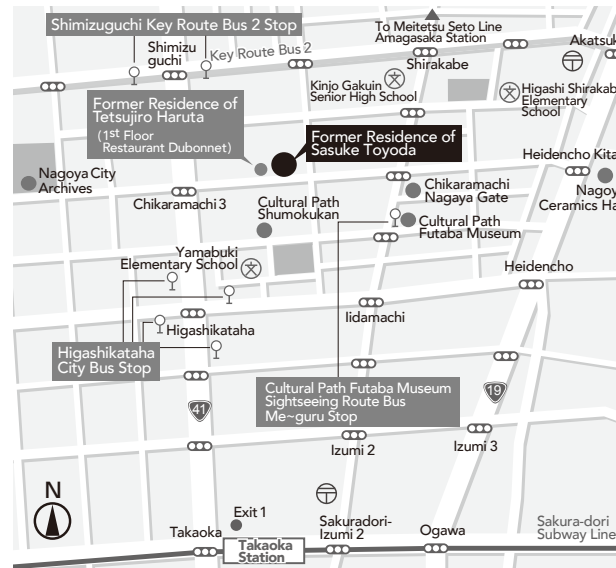 Shimizuguchi Key Route Bus 2 Stop
To Meitetsu Seto Line
Amagasaka Station
Shimizu
guchi
Key Route Bus 2
Shirakabe
Akatsuk
Kinjo Gakuin
Senior High School
Higashi Shirakab
Elementary
School
Former Residence of
Tetsujiro Haruta
(1st Floor
Restaurant Dubonnet)
Former Residence of
Sasuke Toyoda
Heidencho Kita
Nagoya City
Archives
Chikaramachi 3
Chikaramachi
Nagaya Gate
Nagoy
Ceramics Ha
Cultural Path
Shumokukan
Cultural Path
Futaba Museum
Yamabuki
Elementary School
文
文
文
Heidencho
Iidamachi
Higashikataha
Higashikataha
City Bus Stop
Cultural Path Futaba Museum
Sightseeing Route Bus
Me~guru Stop
19
41
Izumi 2
Izumi 3
N
Exit 1
Takaoka
Takaoka
Station
Sakuradori-
Izumi 2
Ogawa
Sakura-dori
Subway Line